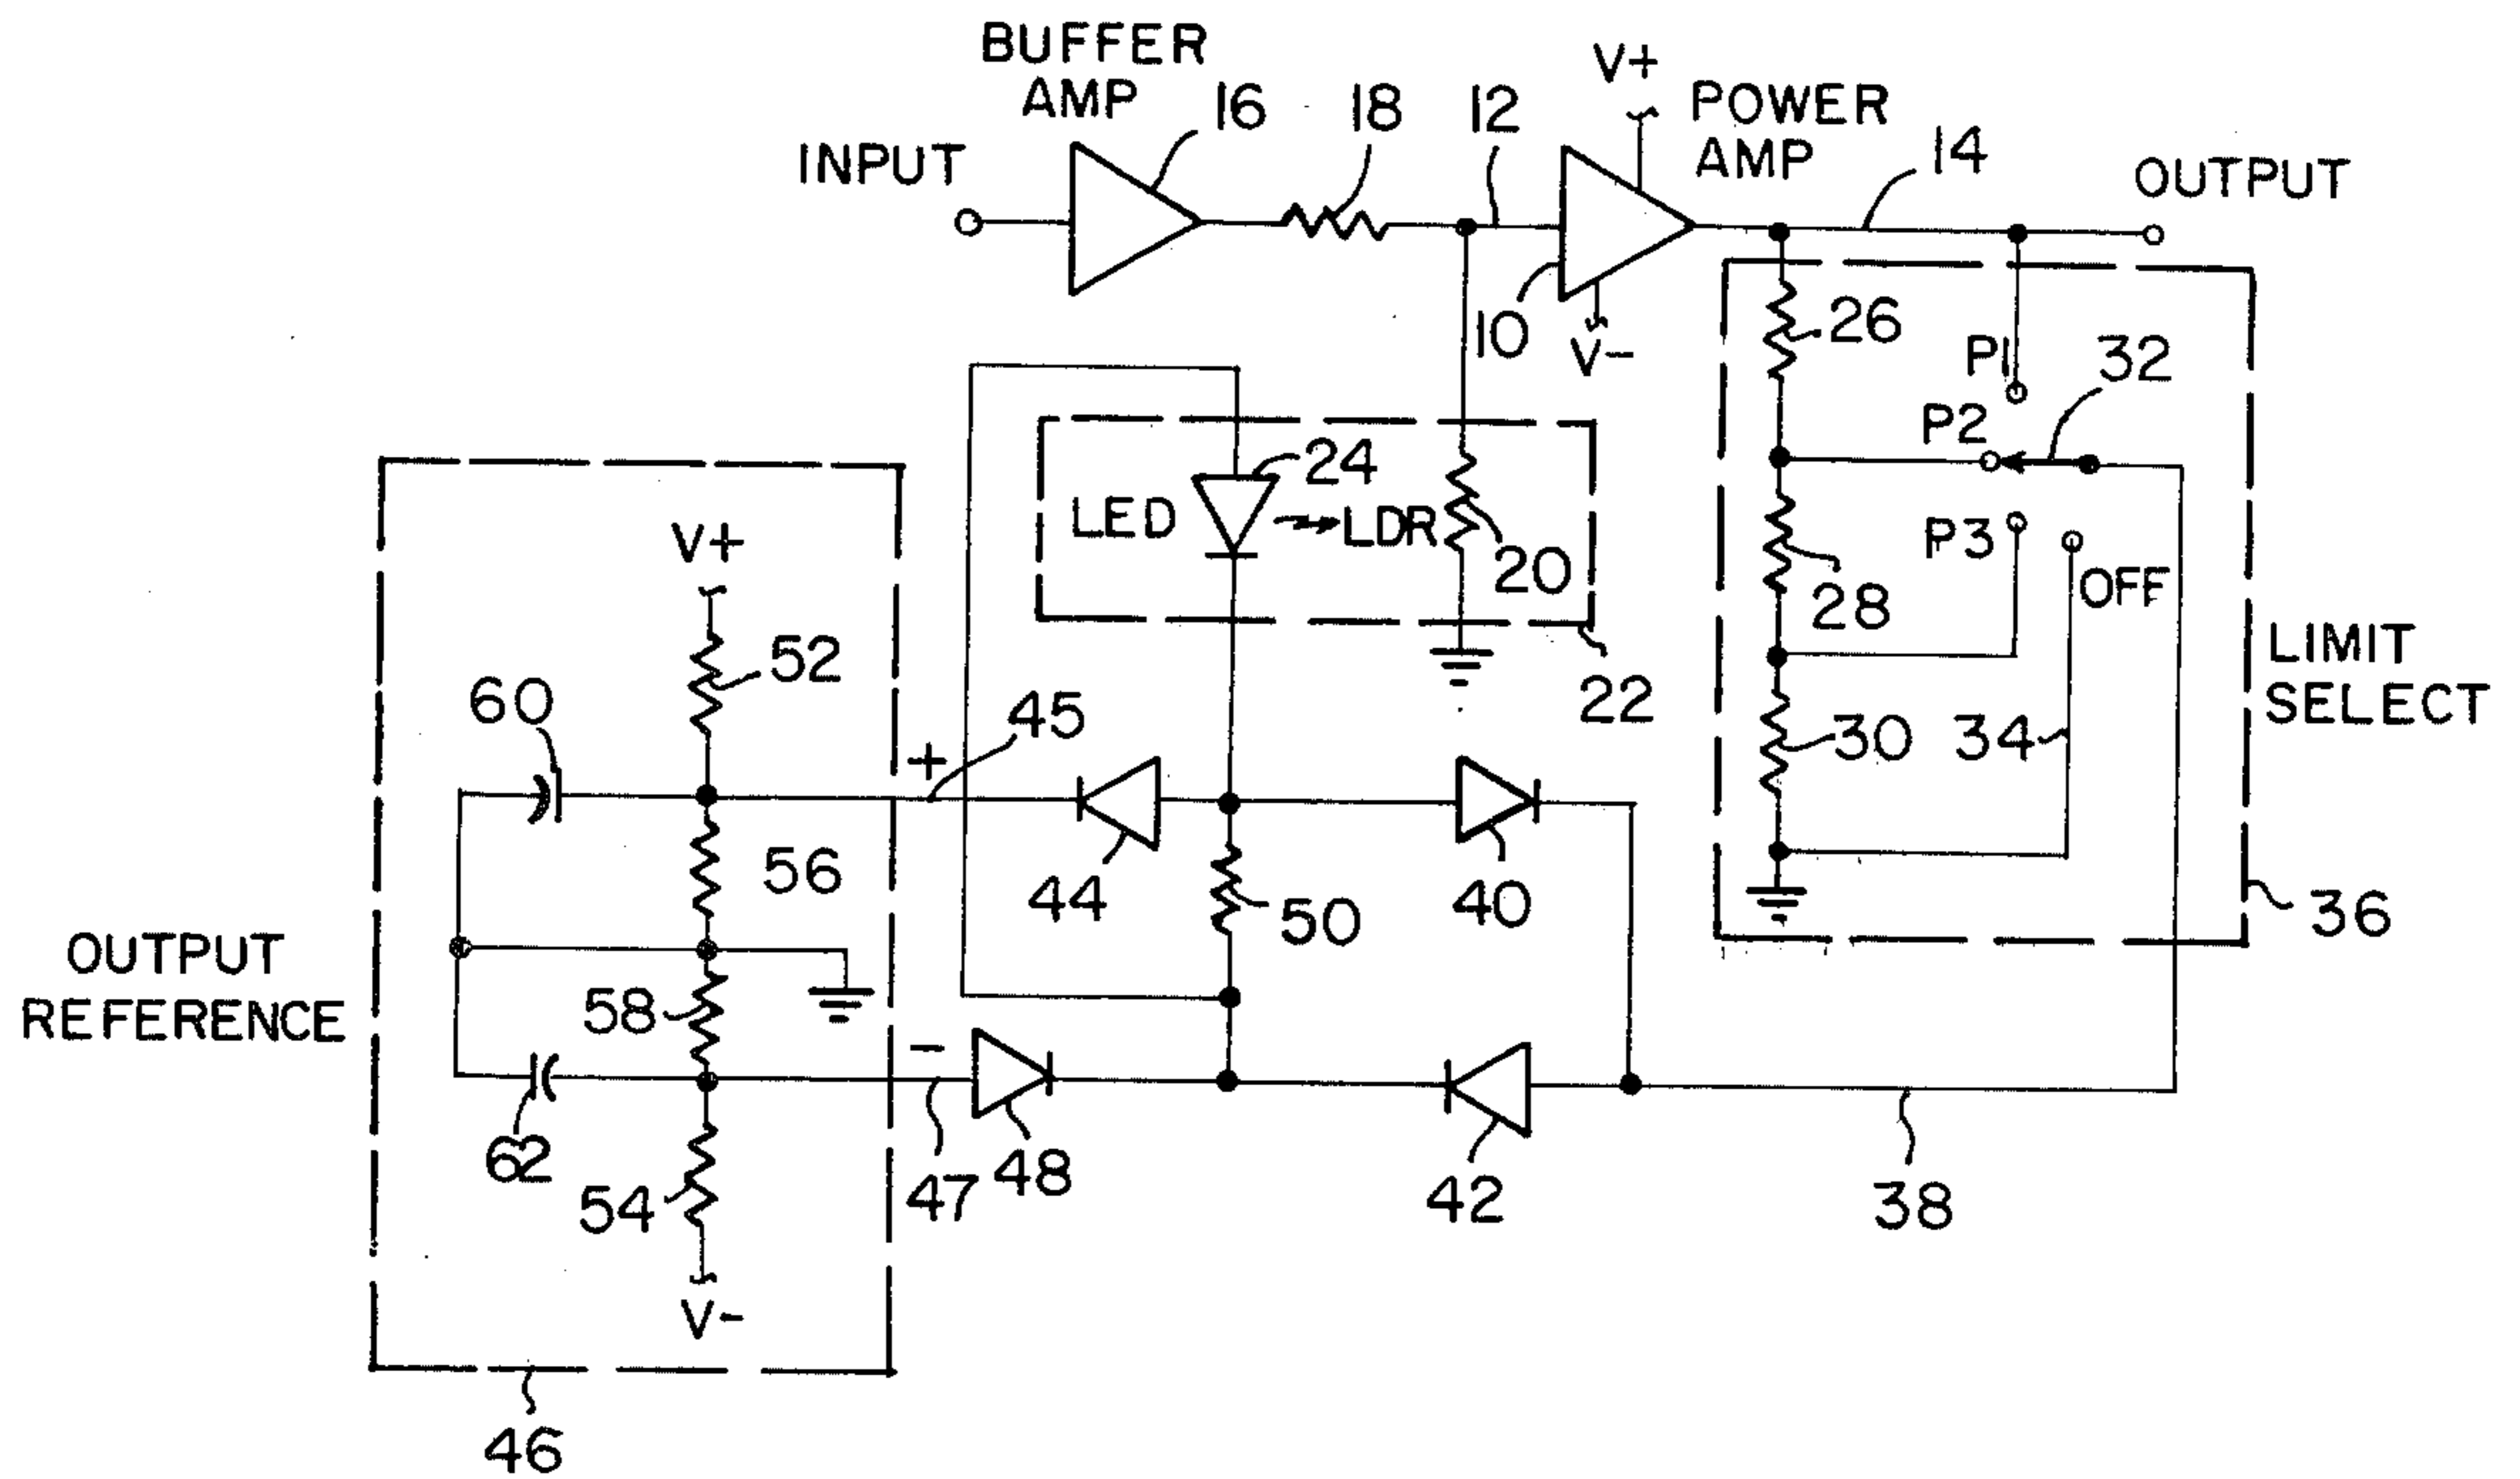 BUFFER
AMP
16
18
12
V+
POWER
AMP
14
INPUT
OUTPUT
10
V-
26
P1
32
P2
24
LED
LDR
20
P3
OFF
28
22
LIMIT
SELECT
V+
52
60
+
45
30
34
56
44
50
40
36
OUTPUT
REFERENCE
58
-
62
54
47
48
42
38
V-
46